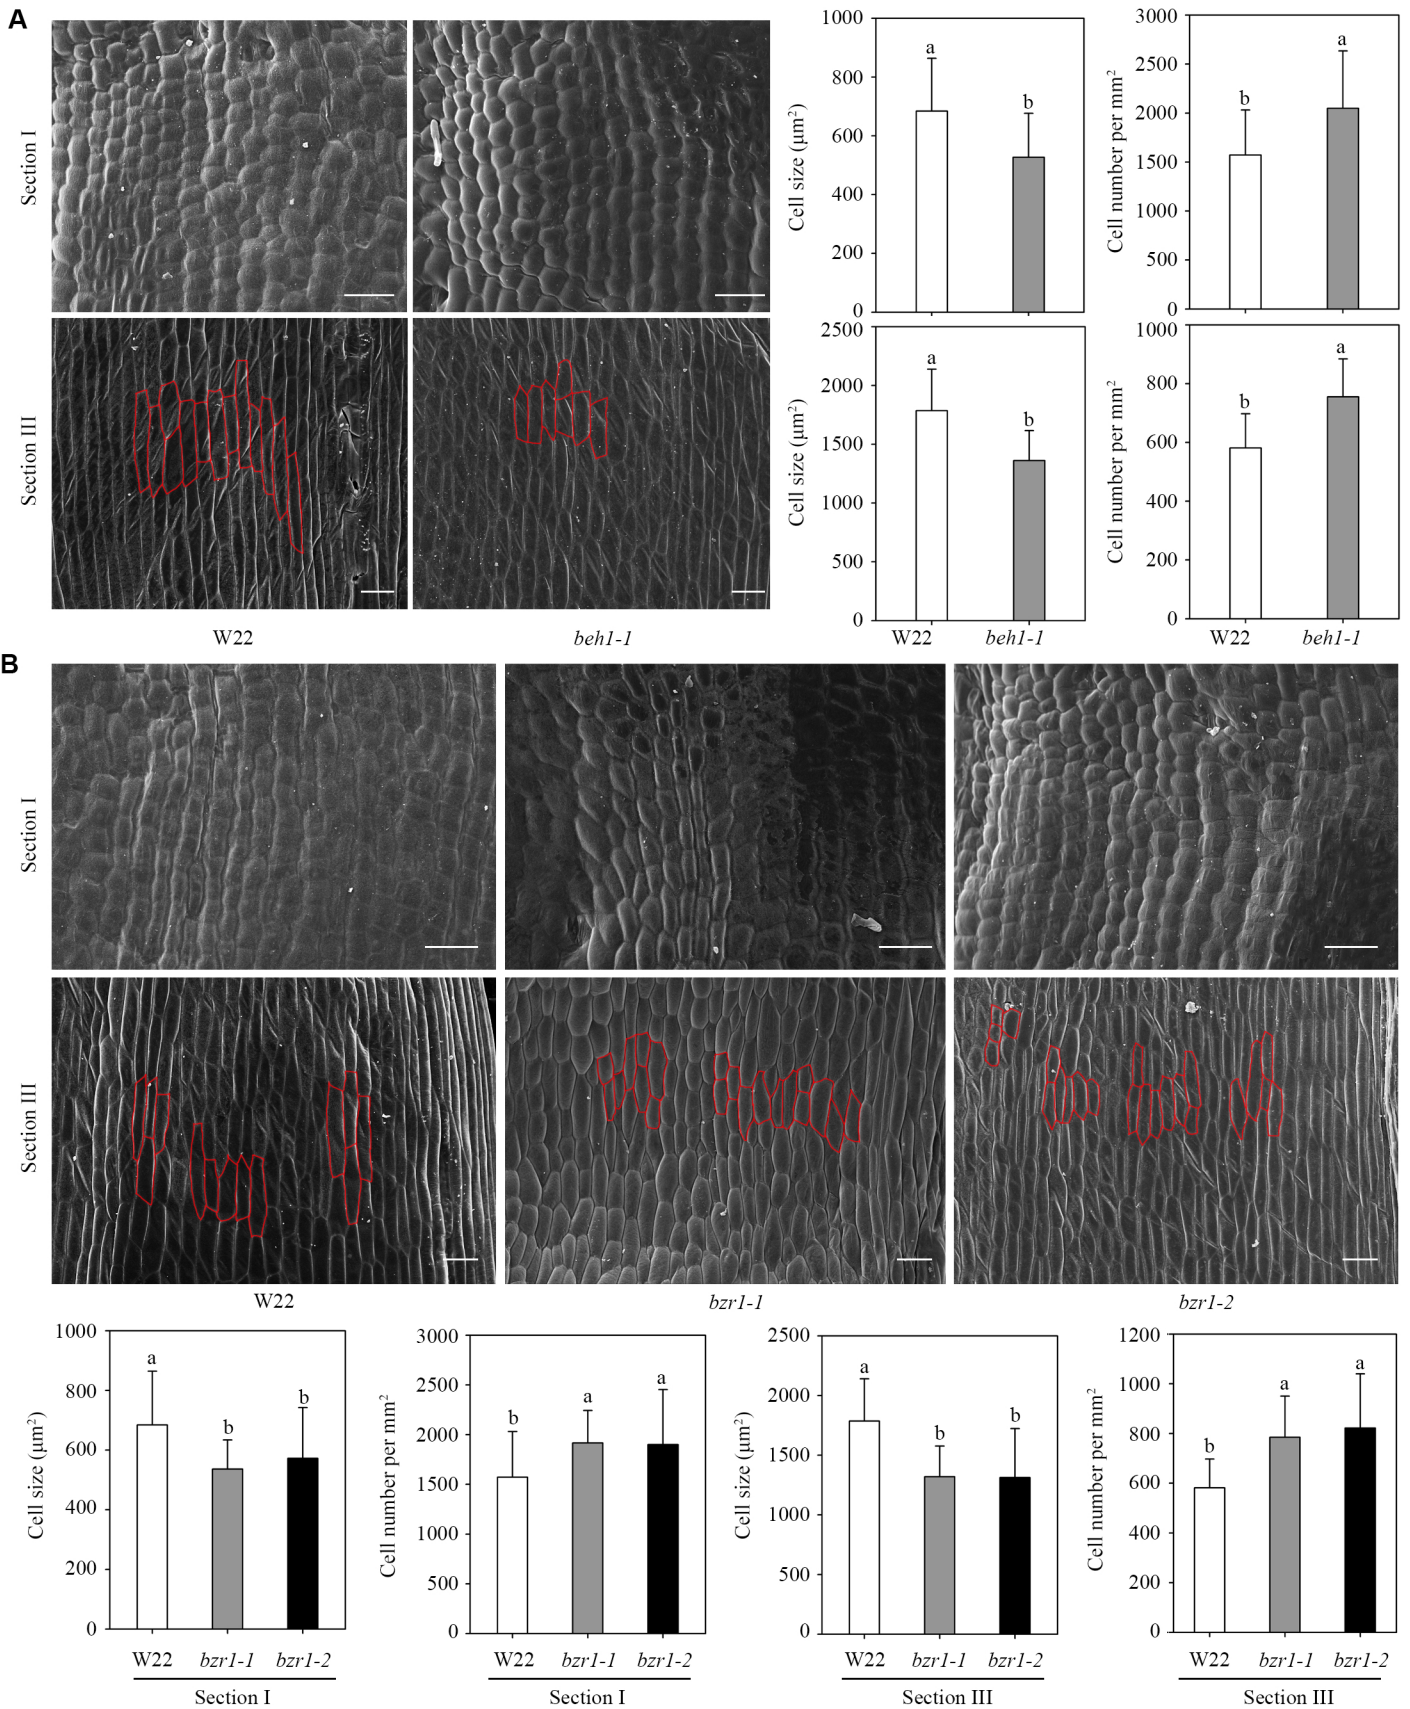 A
Section I
Section III
W22
beh1-1
Cell size (μm²)
1000
800
600
400
200
0
a
b
Cell number per mm²
3000
2500
2000
1500
1000
500
0
b
a
Cell size (μm²)
2500
2000
1500
1000
500
0
a
b
W22
beh1-1
Cell number per mm²
1000
800
600
400
200
0
b
a
W22
beh1-1
B
Section I
Section III
W22
bzr1-1
bzr1-2
Cell size (μm²)
1000
800
600
400
200
0
a
b
b
W22
bzr1-1
bzr1-2
Section I
Cell number per mm²
3000
2500
2000
1500
1000
500
0
b
a
a
W22
bzr1-1
bzr1-2
Section I
Cell size (μm²)
2500
2000
1500
1000
500
0
a
b
b
W22
bzr1-1
bzr1-2
Section III
Cell number per mm²
1200
1000
800
600
400
200
0
b
a
a
W22
bzr1-1
bzr1-2
Section III